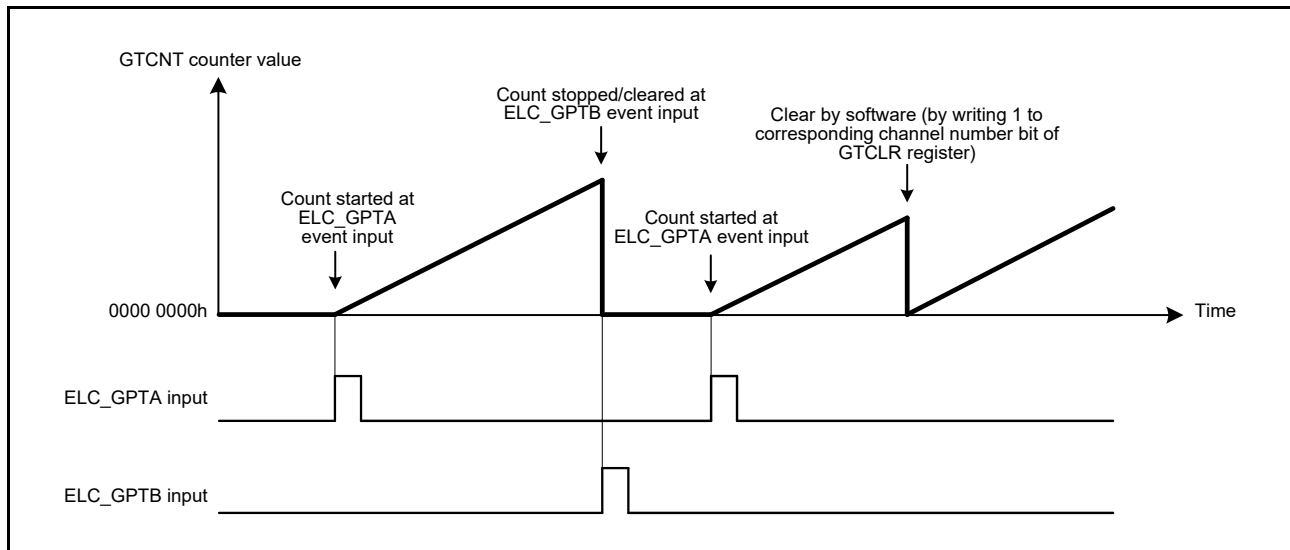 GTCNT counter value
Count started at
ELC_GPTA
event input
Count stopped/cleared at
ELC_GPTB event input
Count started at
ELC_GPTA event input
Clear by software (by writing 1 to
corresponding channel number bit of
GTCLR register)
0000 0000h
Time
ELC_GPTA input
ELC_GPTB input